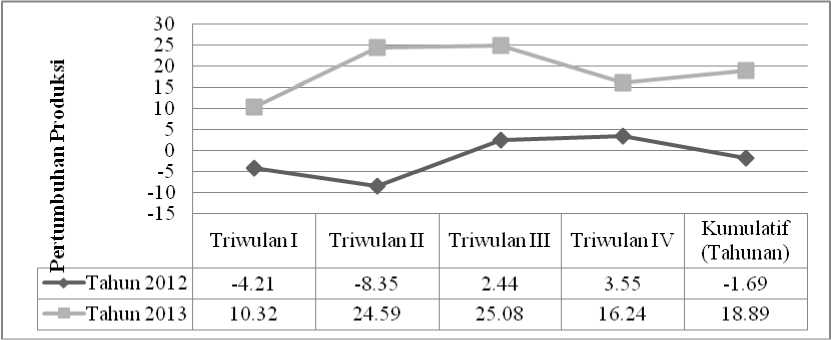 Pertumbuhan Produksi
30
25
20
15
10
5
0
-5
-10
-15
Triwulan I Triwulan II Triwulan III Triwulan IV Kumulatif
(Tahunan)
Tahun 2012 -4.21 -8.35 2.44 3.55 -1.69
Tahun 2013 10.32 24.59 25.08 16.24 18.89